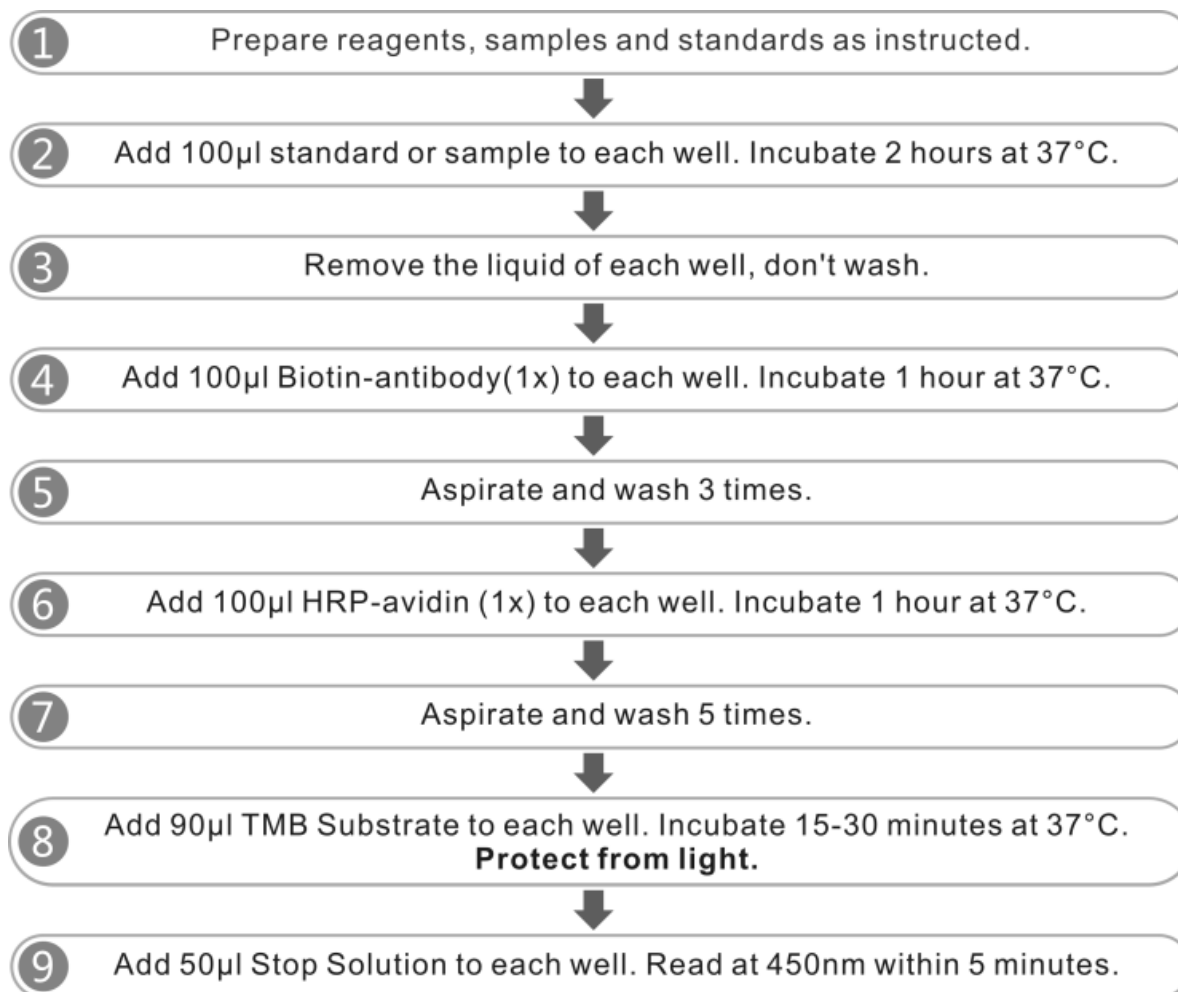 1 Prepare reagents, samples and standards as instructed.
2 Add 100µl standard or sample to each well. Incubate 2 hours at 37°C.
3 Remove the liquid of each well, don't wash.
4 Add 100µl Biotin-antibody(1x) to each well. Incubate 1 hour at 37°C.
5 Aspirate and wash 3 times.
6 Add 100µl HRP-avidin (1x) to each well. Incubate 1 hour at 37°C.
7 Aspirate and wash 5 times.
8 Add 90µl TMB Substrate to each well. Incubate 15-30 minutes at 37°C.
Protect from light.
9 Add 50µl Stop Solution to each well. Read at 450nm within 5 minutes.